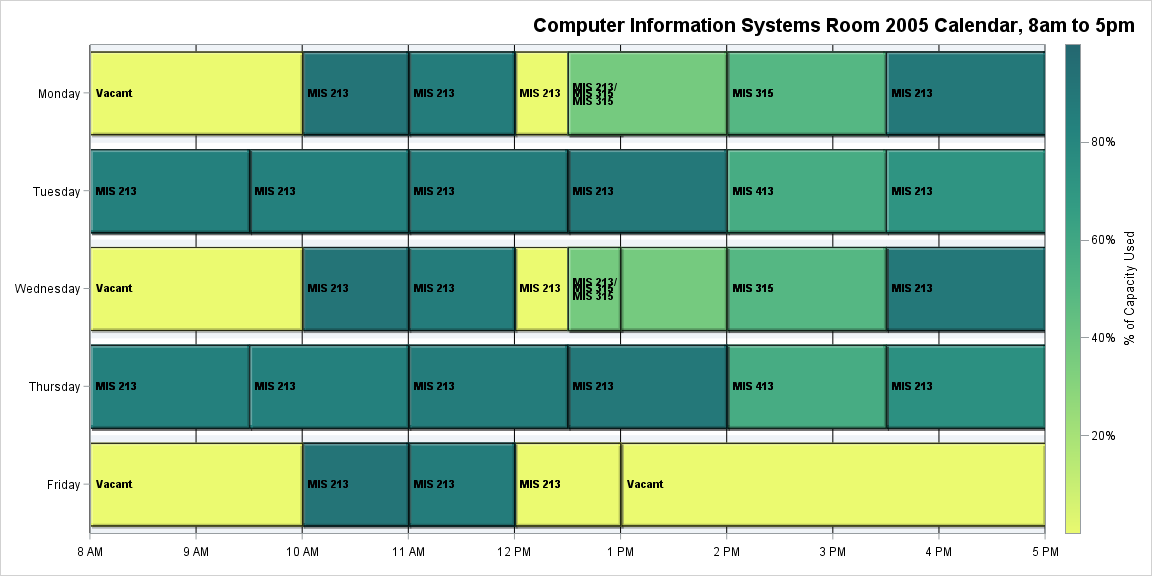 Computer Information Systems Room 2005 Calendar, 8am to 5pm
Monday
Vacant
MIS 213
MIS 213
MIS 213
MIS 213/
MIS 315
MIS 315
MIS 315
MIS 213
Tuesday
MIS 213
MIS 213
MIS 213
MIS 213
MIS 413
MIS 213
Wednesday
Vacant
MIS 213
MIS 213
MIS 213
MIS 213/
MIS 315
MIS 315
MIS 315
MIS 213
Thursday
MIS 213
MIS 213
MIS 213
MIS 213
MIS 413
MIS 213
Friday
Vacant
MIS 213
MIS 213
MIS 213
Vacant
8 AM
9 AM
10 AM
11 AM
12 PM
1 PM
2 PM
3 PM
4 PM
5 PM
80%
60%
40%
20%
% of Capacity Used